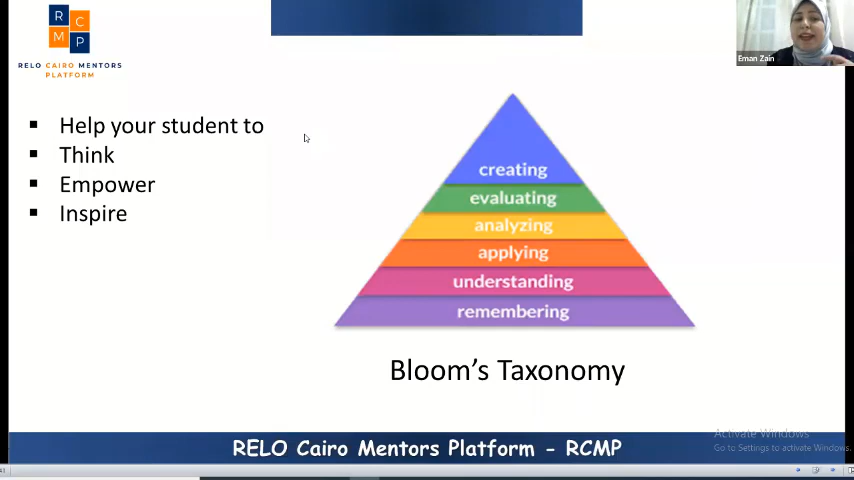 R
C
M
P
RELO CAIRO MENTORS
PLATFORM
Eman Zain
Help your student to
Think
Empower
Inspire
creating
evaluating
analyzing
applying
understanding
remembering
Bloom's Taxonomy
RELO Cairo Mentors Platform - RCMP
Activate Windows
Go to Settings to activate Windows.